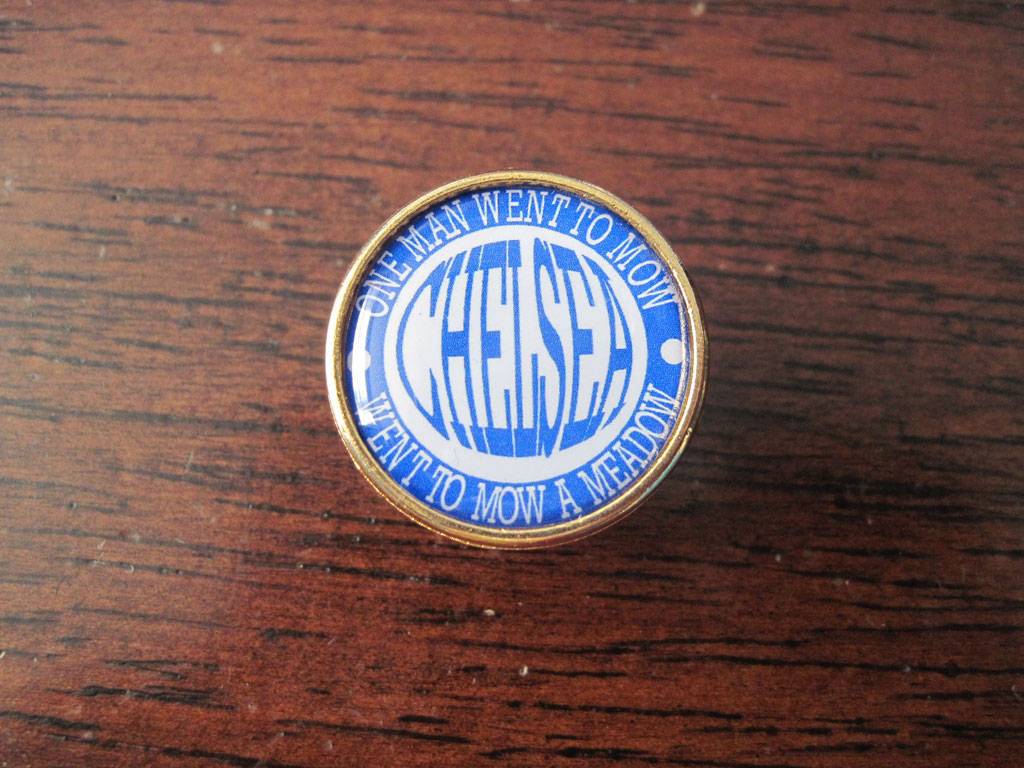 ONE MAN WENT TO MOW
CHELSEA
WENT TO MOW A MEADOW